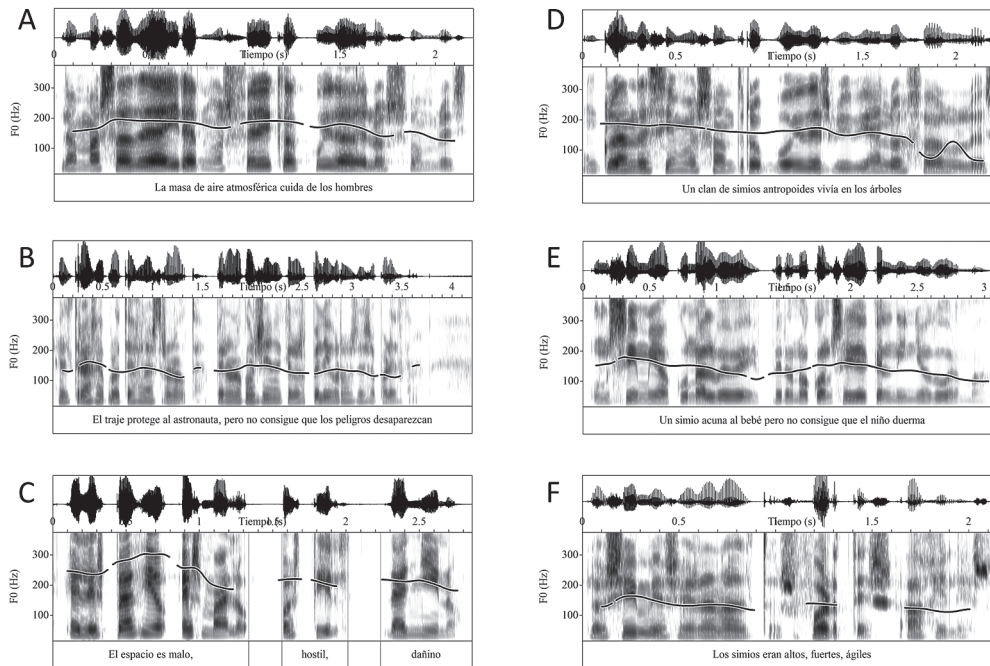 A
0 Tiempo (s) 1.5 2
F0 (Hz)
300
200
100
La masa de aire atmosférica cuida de los hombres
B
0 0.5 1 Tiempo (s) 2.5 3 3.5 4
F0 (Hz)
300
200
100
El traje protege al astronauta, pero no consigue que los peligros desaparezcan
C
0 1 Tiempo 2 2.5
F0 (Hz)
300
200
100
El espacio es malo, hostil, dañino
D
0 0.5 Tiempo (s) 1.5 2
F0 (Hz)
300
200
100
Un clan de simios antropoides vivía en los árboles
E
0 0.5 1 Tiempo (s) 2 2.5 3
F0 (Hz)
300
200
100
Un simio acuna al bebé pero no consigue que el niño duerma
F
0 0.5 Tiempo (s) 1.5 2
F0 (Hz)
300
200
100
Los simios eran altos, fuertes, ágiles